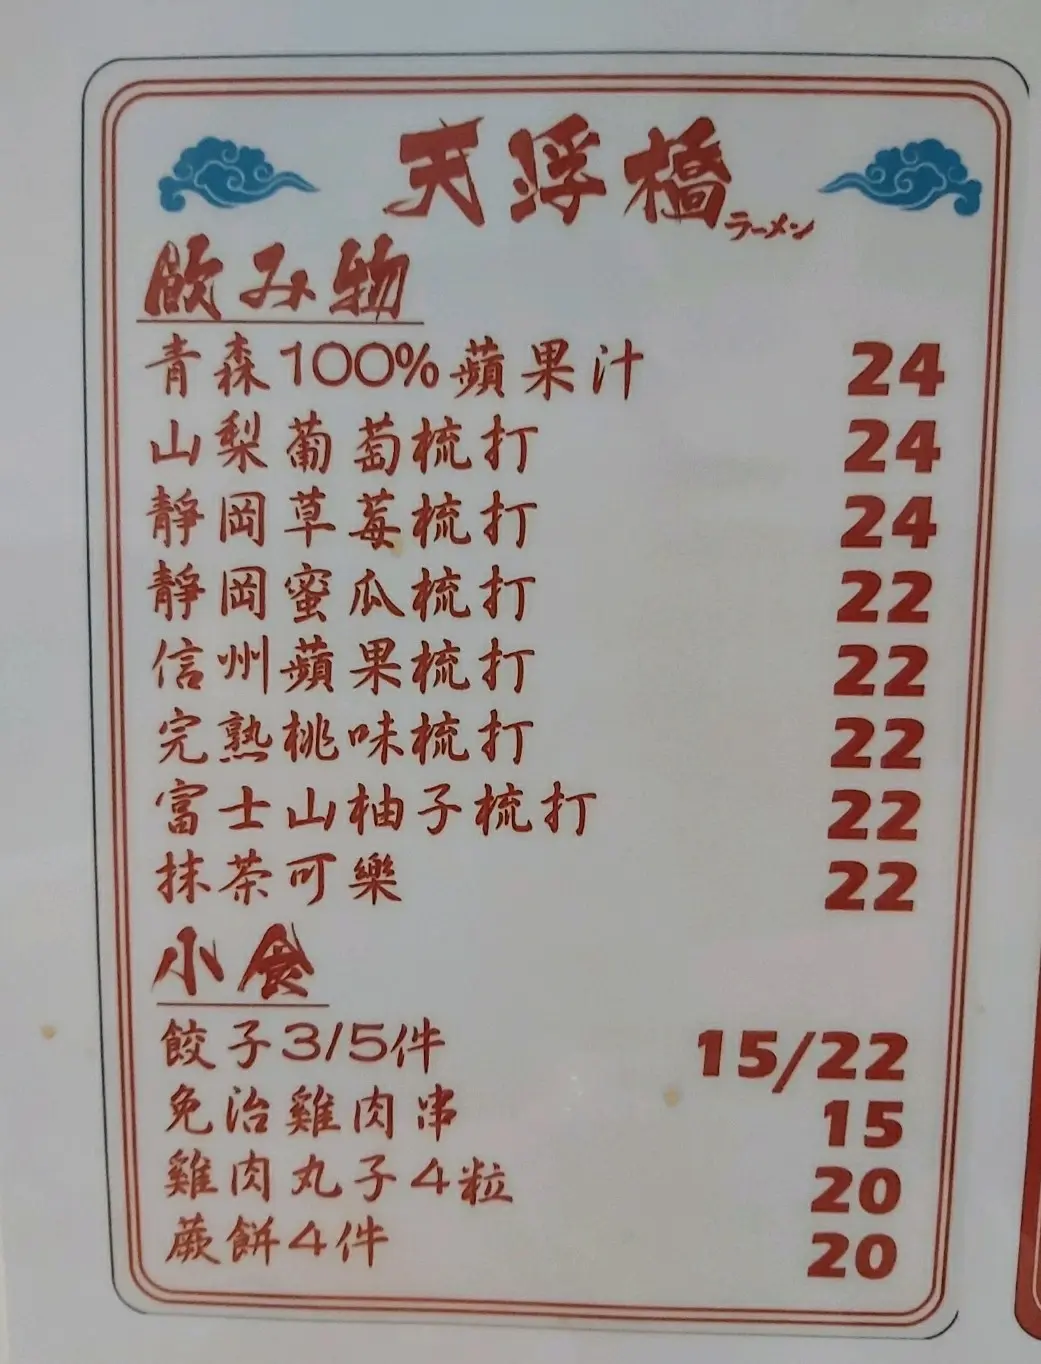 天浮橋ラーメン
飲み物
青森100%蘋果汁 24
山梨葡萄梳打 24
靜岡草莓梳打 24
靜岡蜜瓜梳打 22
信州蘋果梳打 22
完熟桃味梳打 22
富士山柚子梳打 22
抹茶可樂 22
小食
餃子3/5件 15/22
免治雞肉串 15
雞肉丸子4粒 20
蕨餅4件 20